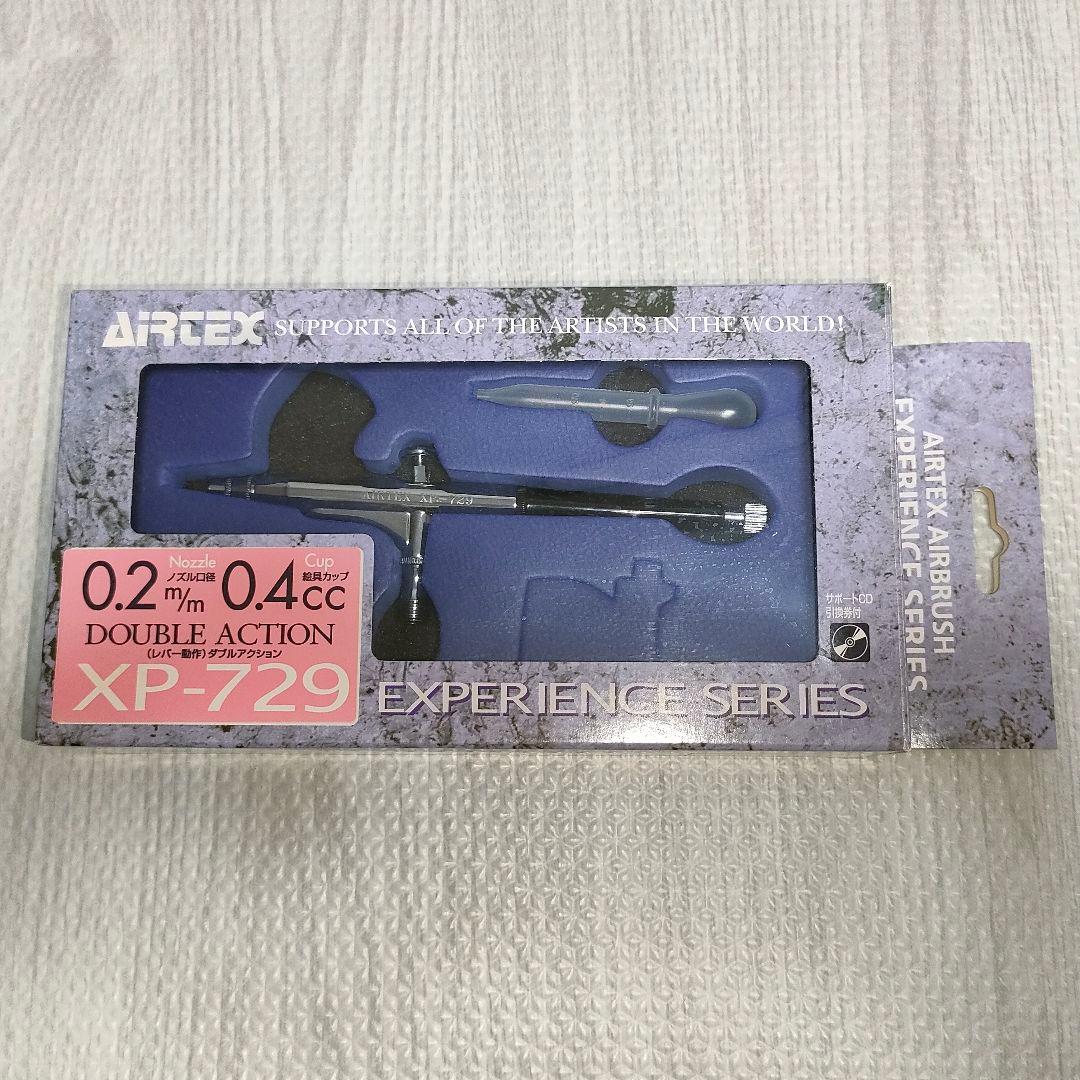 AIRTEX SUPPORTS ALL OF THE ARTISTS IN THE WORLD!
AIRTEX XP-729
0.2 Nozzle ノズル口径 m/m 0.4 Cup 絵具カップ cc
DOUBLE ACTION
(レバー動作)ダブルアクション
XP-729
EXPERIENCE SERIES
サポートCD
引換券付
AIRTEX AIRBRUSH
EXPERIENCE SERIES